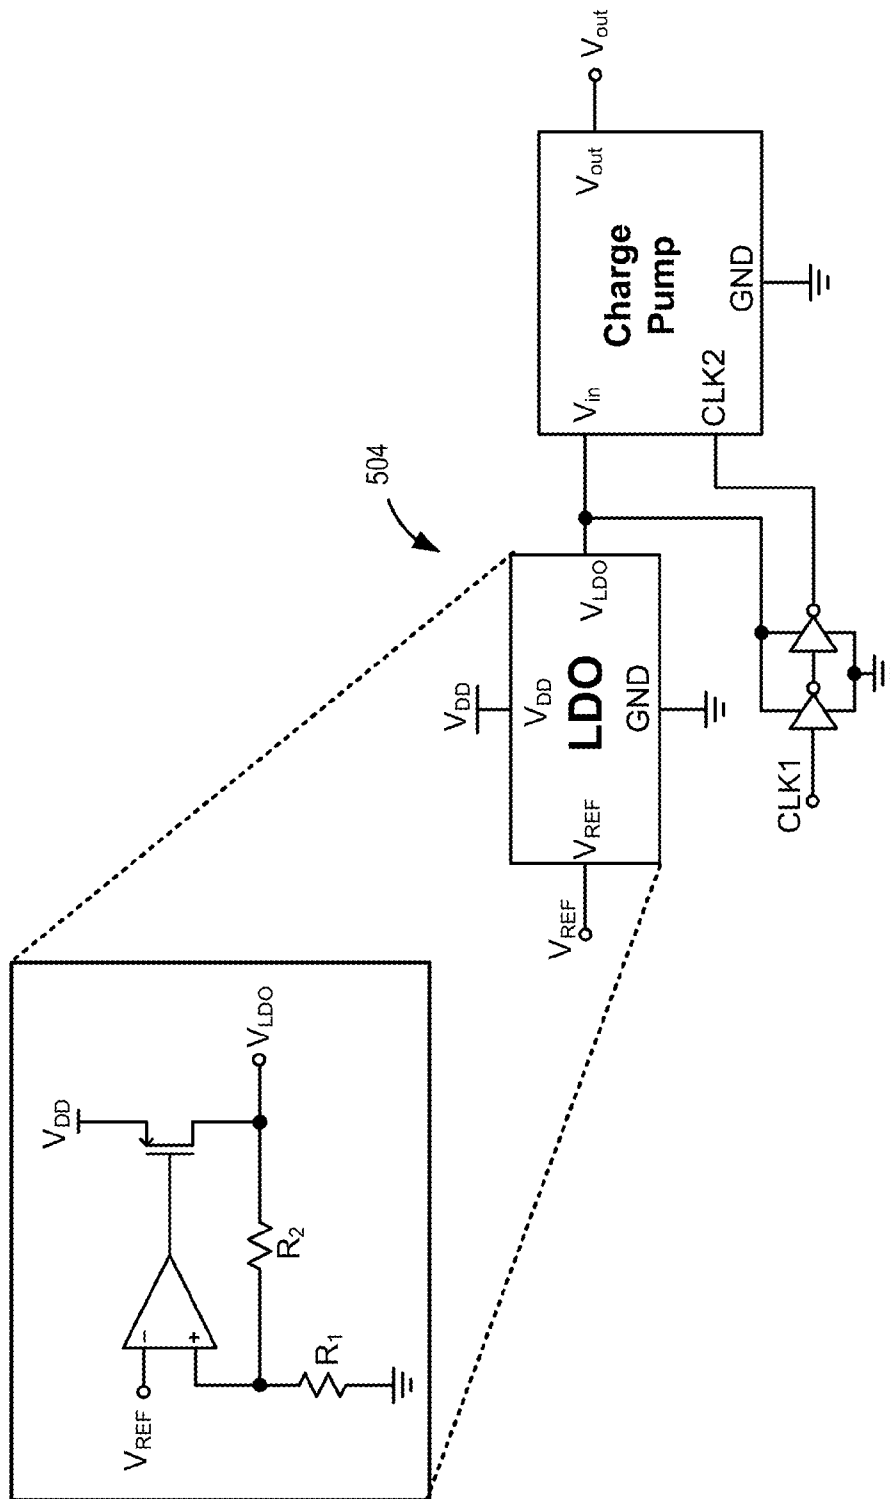 V_DD
V_REF
−
+
V_LDO
R_2
R_1
504
V_DD
V_REF
V_REF
V_DD
LDO
GND
V_LDO
CLK1
V_in
CLK2
Charge
Pump
GND
V_out
V_out